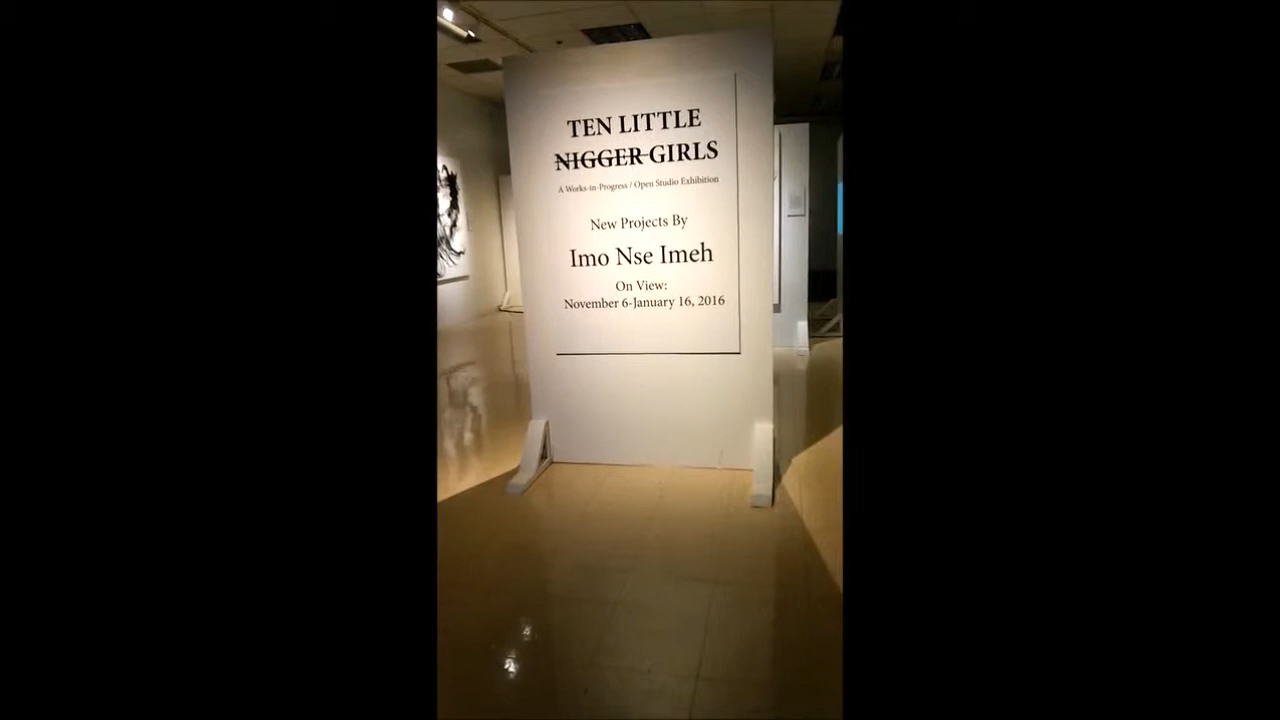 TEN LITTLE
NIGGER GIRLS
A Works-in-Progress / Open Studio Exhibition
New Projects By
Imo Nse Imeh
On View:
November 6-January 16, 2016